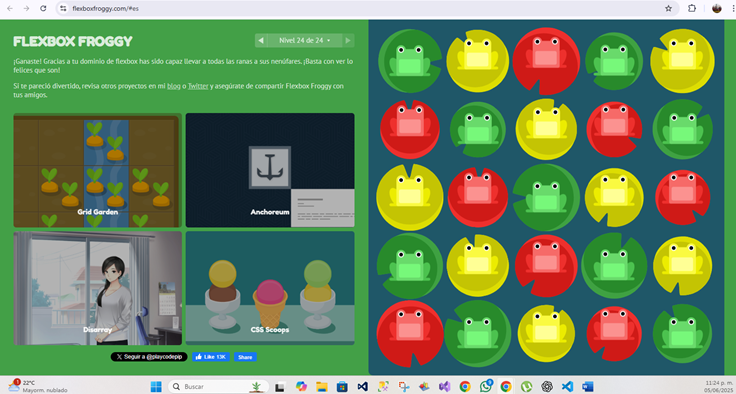 flexboxfroggy.com/#es
FLEXBOX FROGGY
Nivel 24 de 24
¡Ganaste! Gracias a tu dominio de flexbox has sido capaz llevar a todas las ranas a sus nenúfares. ¡Basta con ver lo
felices que son!
Si te pareció divertido, revisa otros proyectos en mi blog o Twitter y asegúrate de compartir Flexbox Froggy con
tus amigos.
Grid Garden
Anchoreum
Disarray
CSS Scoops
Seguir a @playcodepip
Like 13K
Share
22°C
Mayorm. nublado
Buscar
11:24 p. m.
05/06/2025